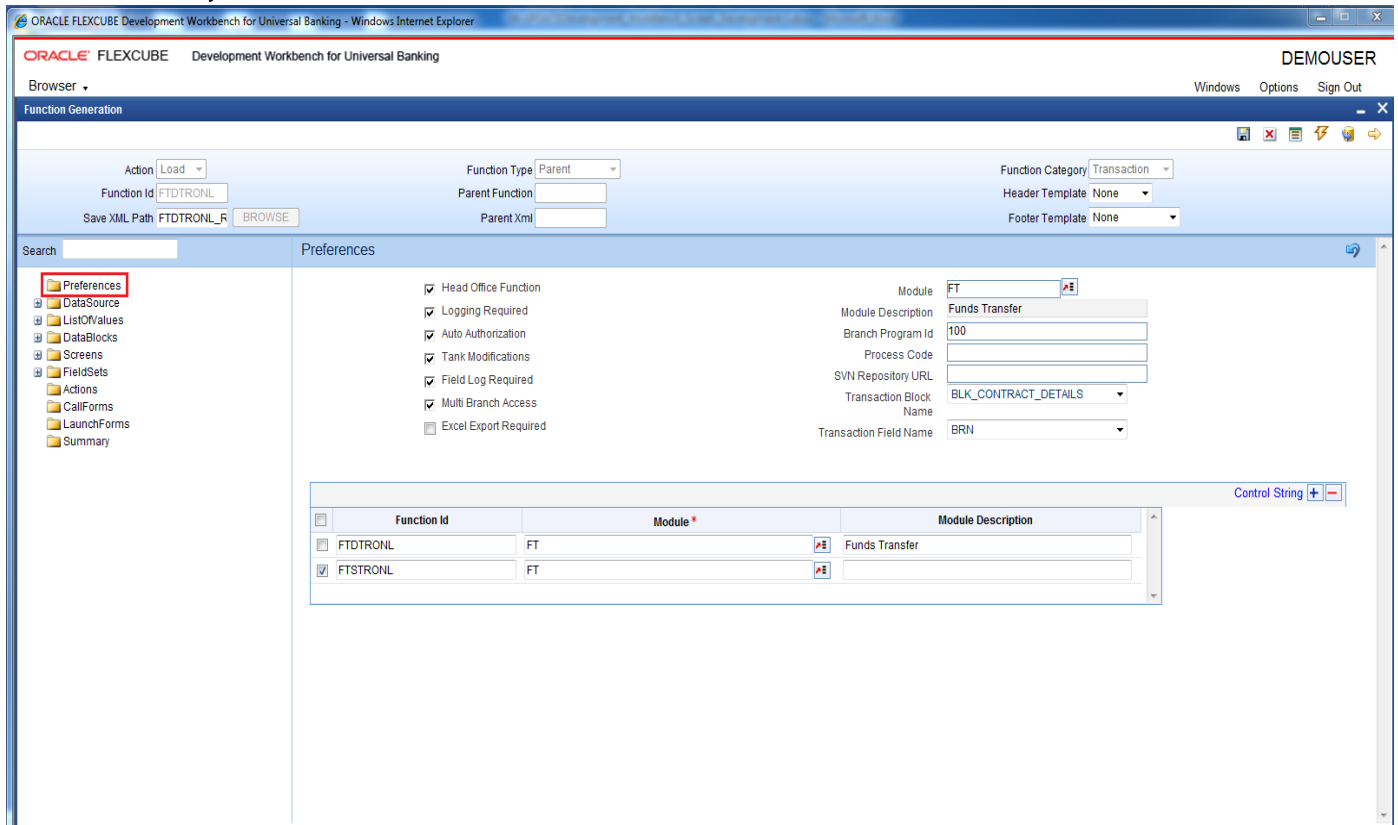 ORACLE FLEXCUBE Development Workbench for Universal Banking - Windows Internet Explorer
ORACLE FLEXCUBE Development Workbench for Universal Banking DEMOUSER
Browser Windows Options Sign Out
Function Generation
Action Load Function Type Parent Function Category Transaction
Function Id FTDTRONL Parent Function Header Template None
Save XML Path FTDTRONL_R BROWSE Parent Xml Footer Template None
Search Preferences
Preferences
DataSource
ListOfValues
DataBlocks
Screens
FieldSets
Actions
CallForms
LaunchForms
Summary
Head Office Function
Logging Required
Auto Authorization
Tank Modifications
Field Log Required
Multi Branch Access
Excel Export Required
Module FT
Module Description Funds Transfer
Branch Program Id 100
Process Code
SVN Repository URL
Transaction Block Name BLK_CONTRACT_DETAILS
Transaction Field Name BRN
Control String
Function Id Module * Module Description
FTDTRONL FT Funds Transfer
FTSTRONL FT